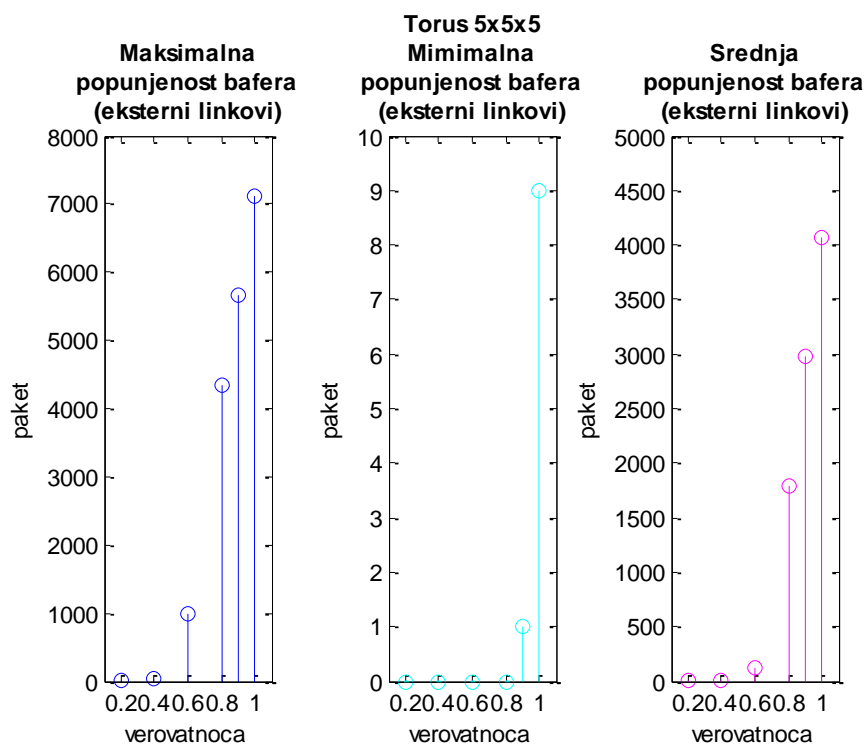 Torus 5x5x5
Maksimalna
popunjenost bafera
(eksterni linkovi)
8000
7000
6000
5000
4000
3000
2000
1000
0
paket
0.20.40.60.8 1
verovatnoca
Mimimalna
popunjenost bafera
(eksterni linkovi)
10
9
8
7
6
5
4
3
2
1
0
paket
0.20.40.60.8 1
verovatnoca
Srednja
popunjenost bafera
(eksterni linkovi)
5000
4500
4000
3500
3000
2500
2000
1500
1000
500
0
paket
0.20.40.60.8 1
verovatnoca